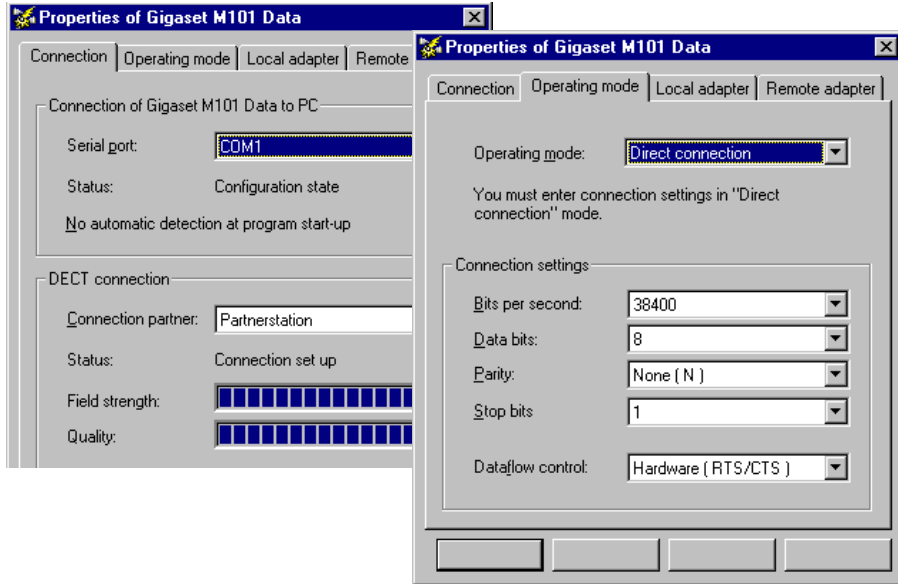 Properties of Gigaset M101 Data
Connection
Operating mode
Local adapter
Remote
Connection of Gigaset M101 Data to PC
Serial port:
COM1
Status:
Configuration state
No automatic detection at program start-up
DECT connection
Connection partner:
Partnerstation
Status:
Connection set up
Field strength:
Quality:
Properties of Gigaset M101 Data
Connection
Operating mode
Local adapter
Remote adapter
Operating mode:
Direct connection
You must enter connection settings in "Direct
connection" mode.
Connection settings
Bits per second:
38400
Data bits:
8
Parity:
None ( N )
Stop bits
1
Dataflow control:
Hardware ( RTS/CTS )